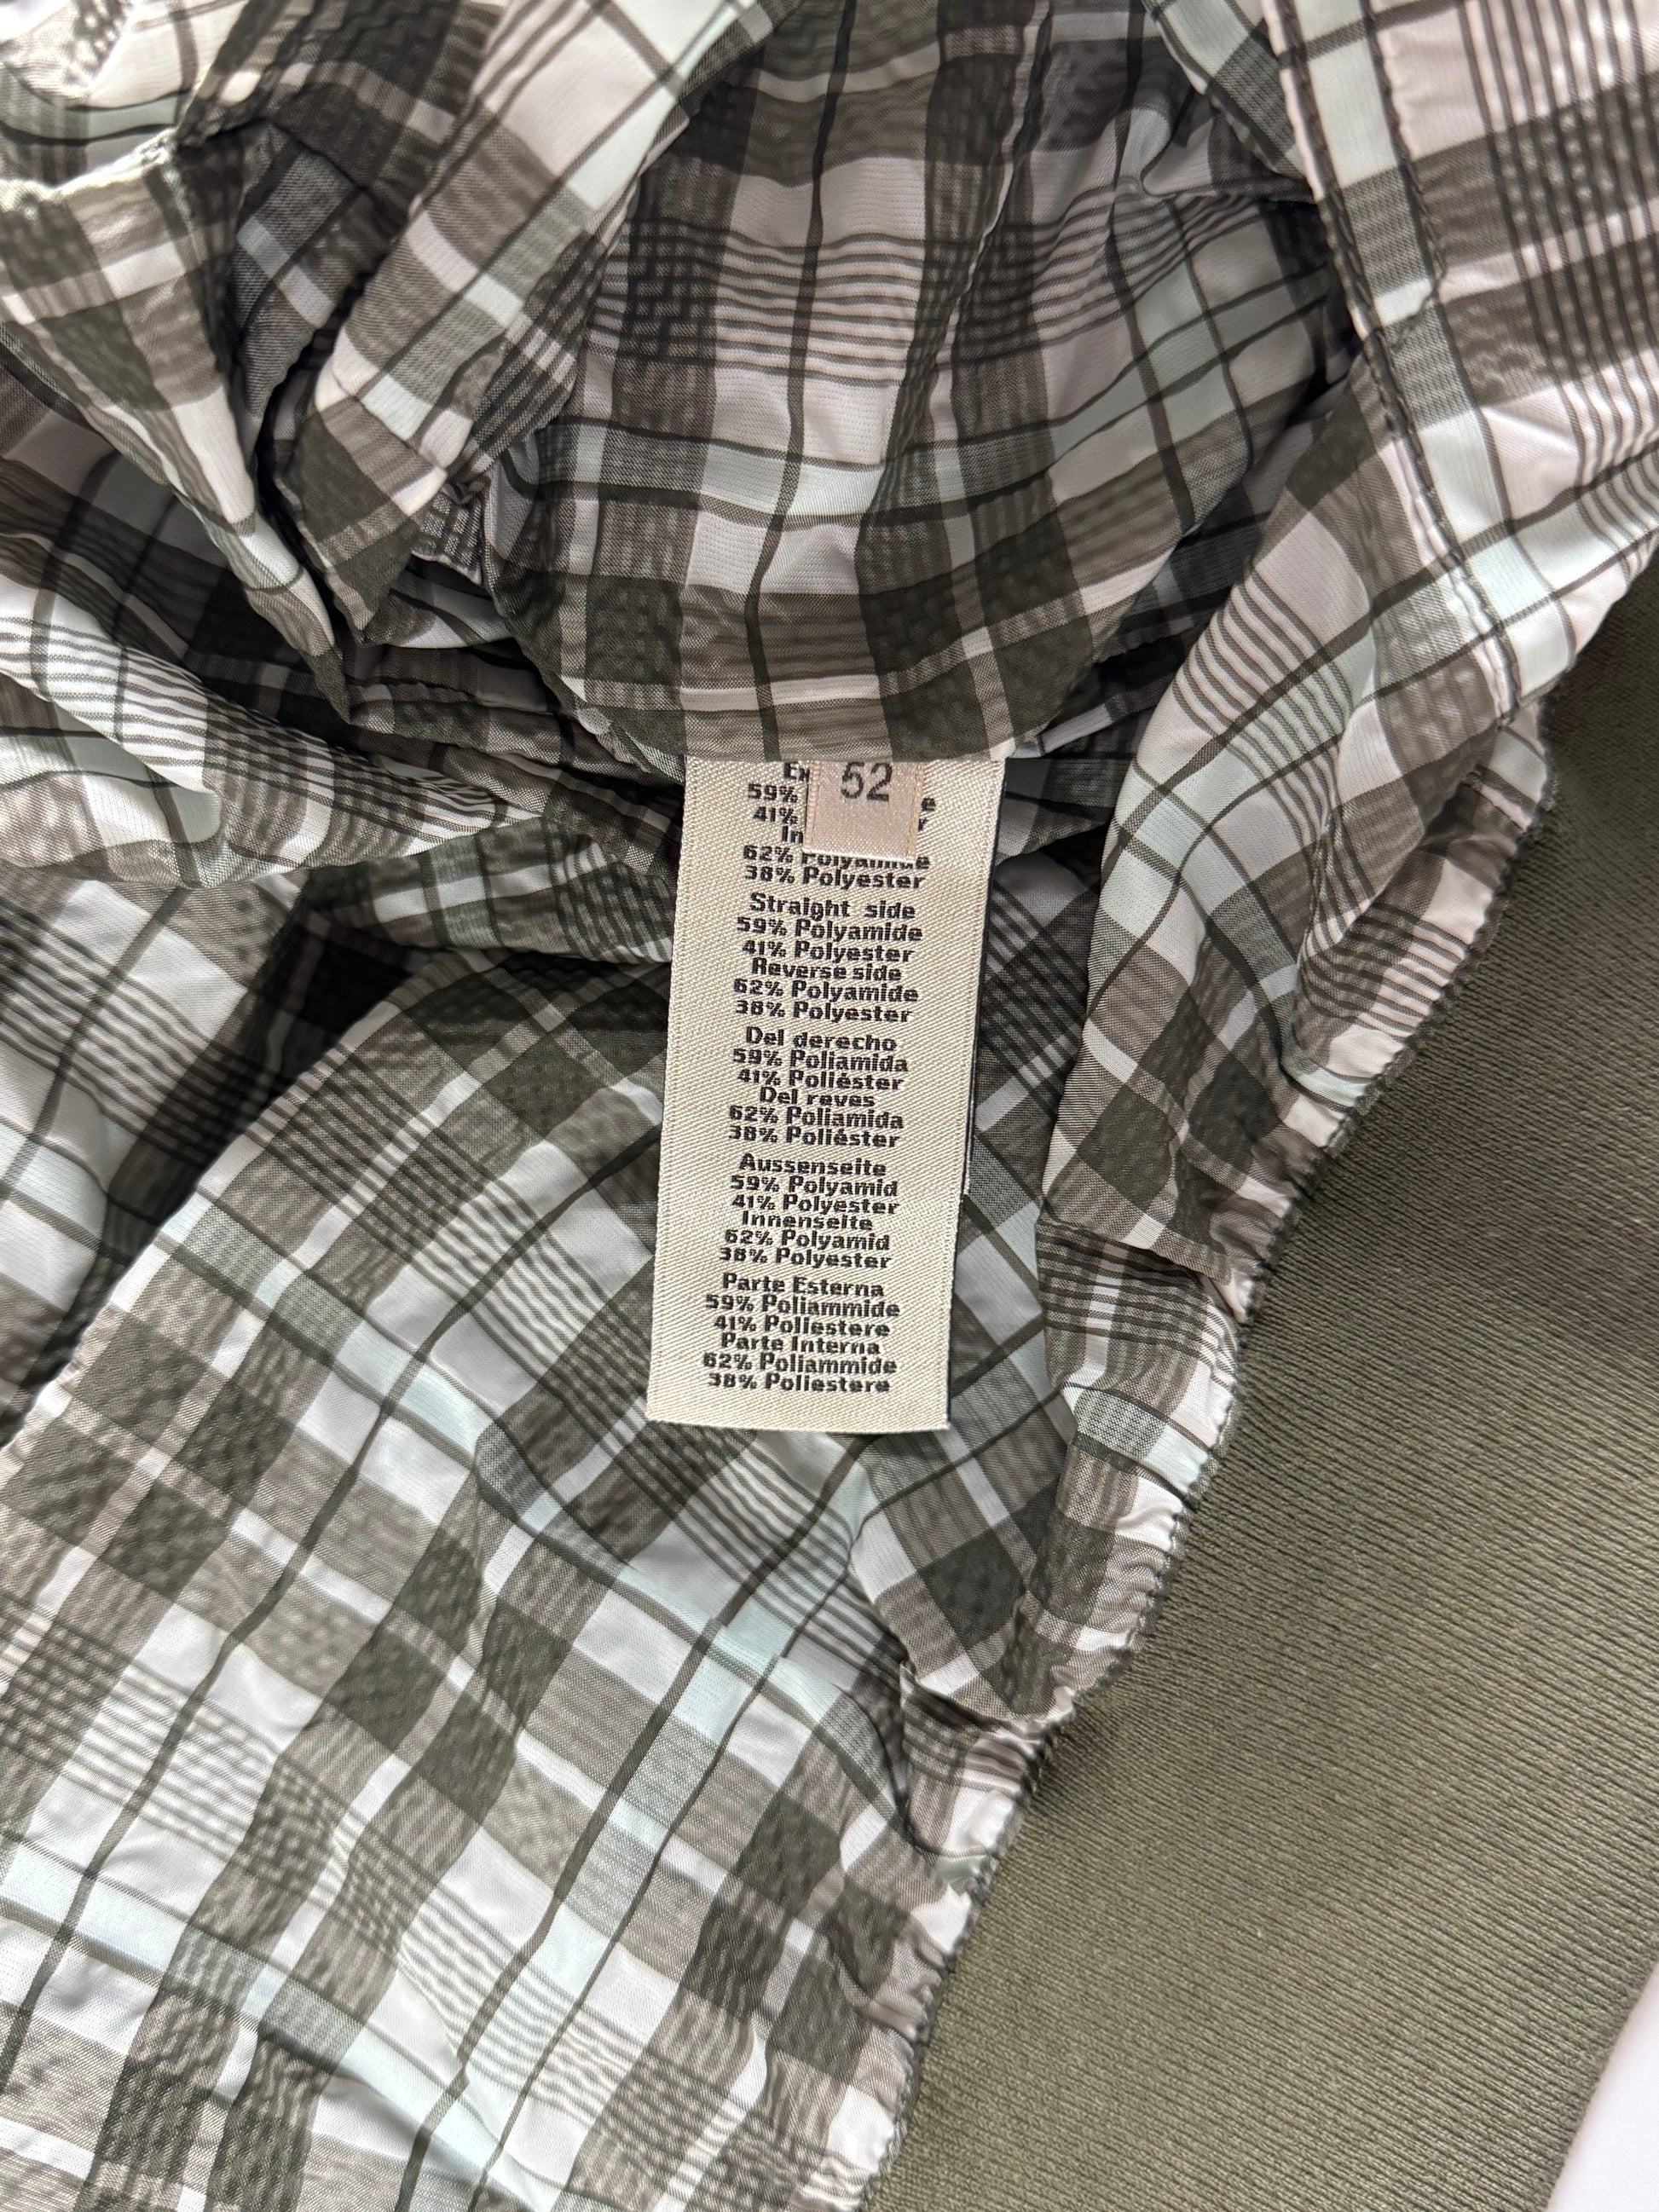 52
59%
41%
62% Polyamide
38% Polyester
Straight side
59% Polyamide
41% Polyester
Reverse side
62% Polyamide
38% Polyester
Del derecho
59% Poliamida
41% Poliéster
Del reves
62% Poliamida
38% Poliéster
Aussenseite
59% Polyamid
41% Polyester
Innenseite
62% Polyamid
38% Polyester
Parte Esterna
59% Poliammide
41% Poliestere
Parte Interna
62% Poliammide
38% Poliestere